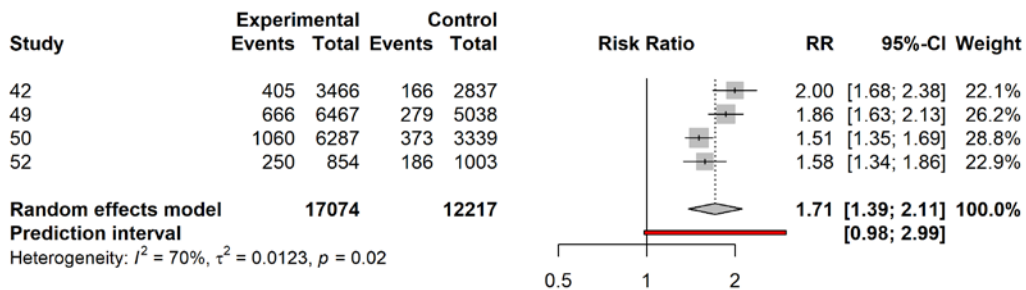 Experimental Control
Study Events Total Events Total Risk Ratio RR 95%-CI Weight
42 405 3466 166 2837 2.00 [1.68; 2.38] 22.1%
49 666 6467 279 5038 1.86 [1.63; 2.13] 26.2%
50 1060 6287 373 3339 1.51 [1.35; 1.69] 28.8%
52 250 854 186 1003 1.58 [1.34; 1.86] 22.9%
Random effects model 17074 12217 1.71 [1.39; 2.11] 100.0%
Prediction interval [0.98; 2.99]
Heterogeneity: I² = 70%, τ² = 0.0123, p = 0.02
0.5 1 2